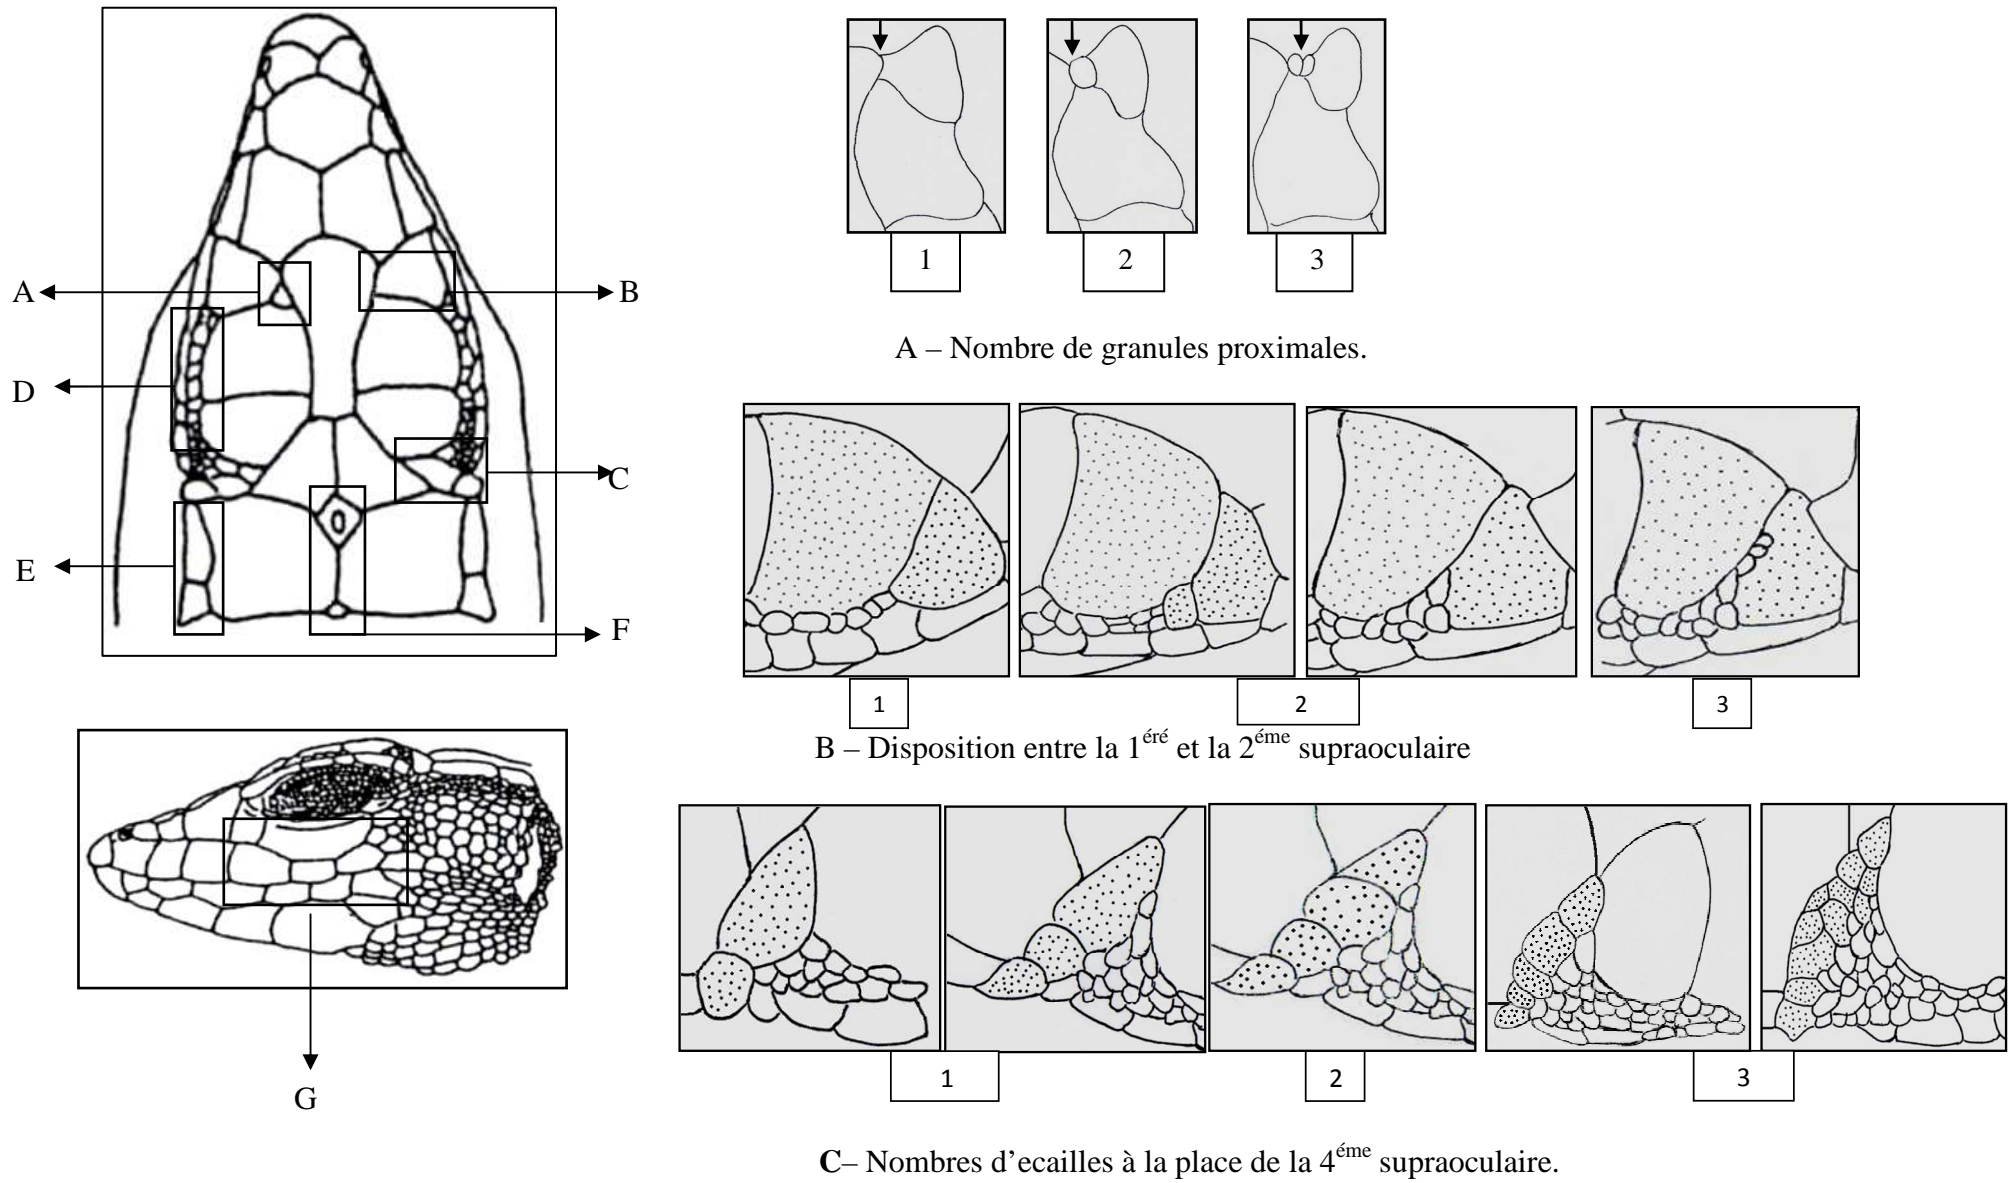 A
B
D
C
E
F
G
1 2 3
A – Nombre de granules proximales.
1 2 3
B – Disposition entre la 1éré et la 2éme supraoculaire
1 2 3
C– Nombres d’ecailles à la place de la 4éme supraoculaire.